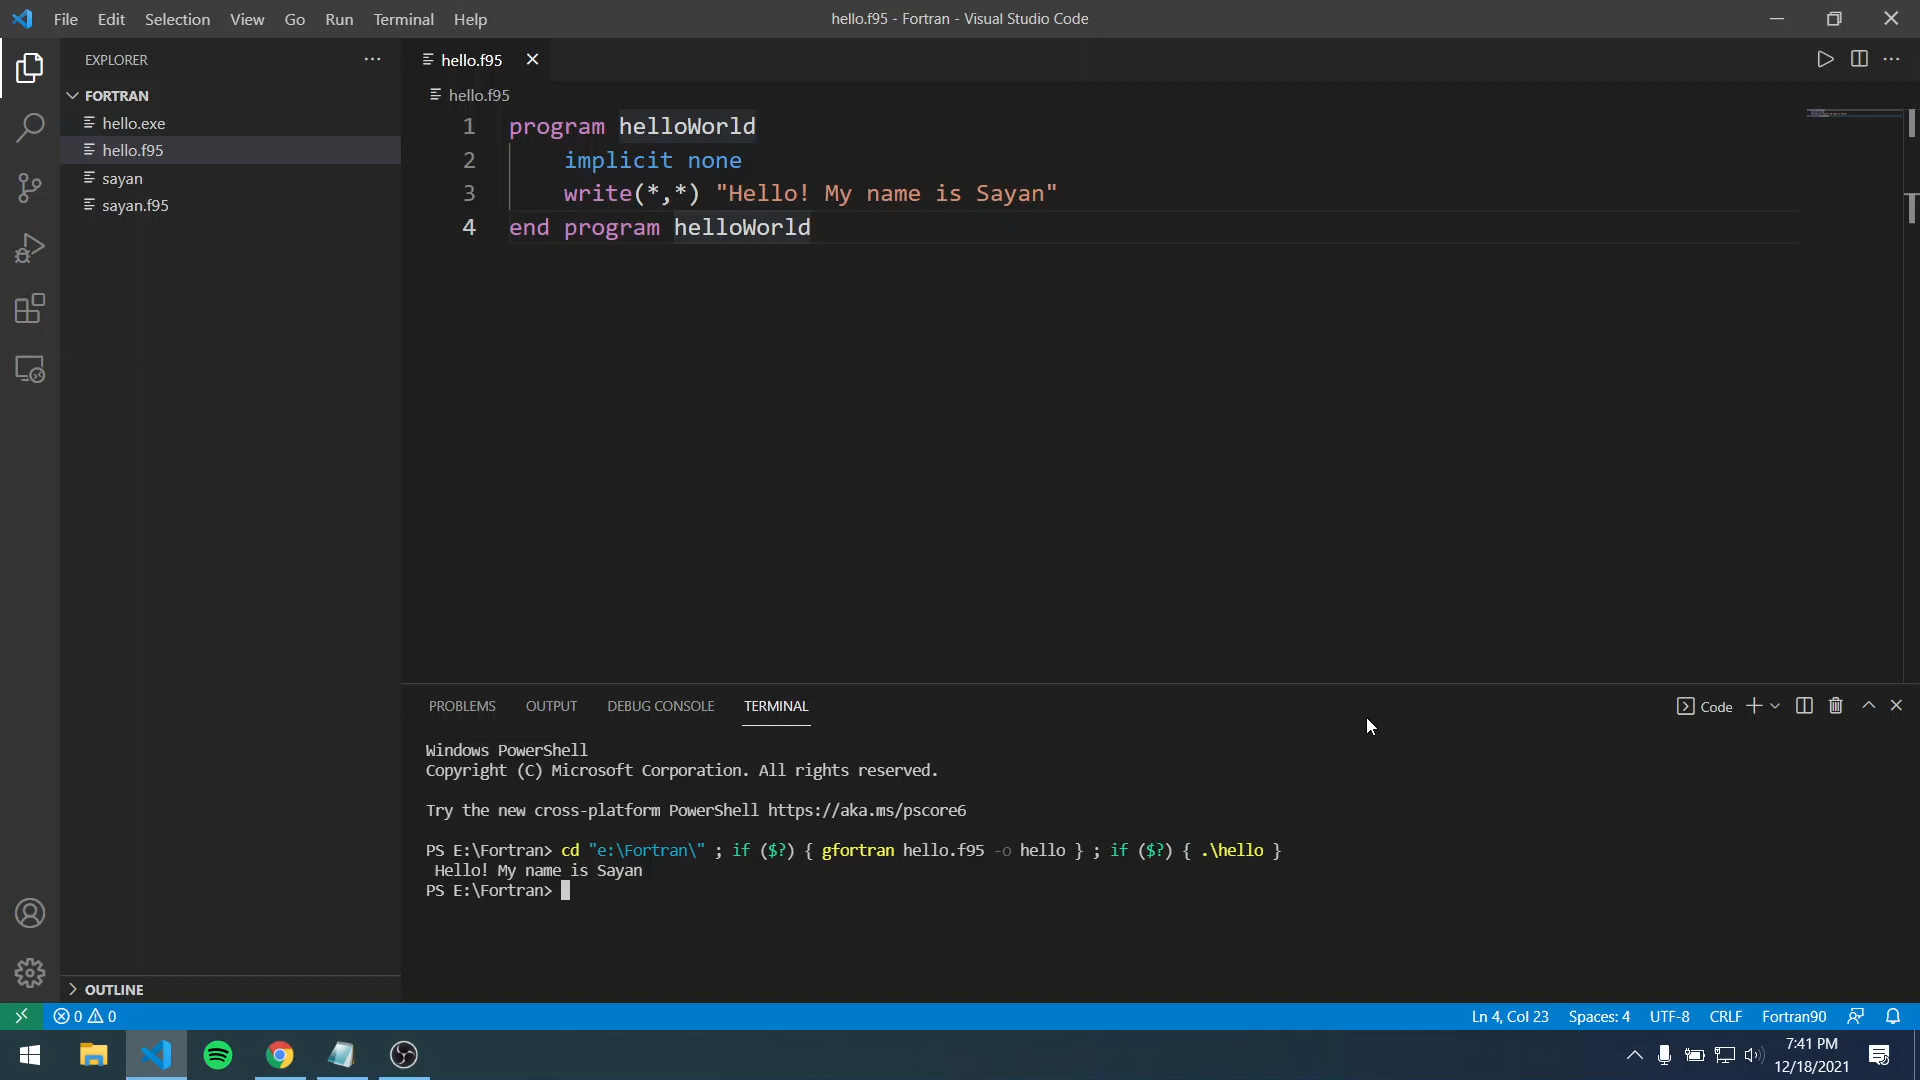 File Edit Selection View Go Run Terminal Help
hello.f95 - Fortran - Visual Studio Code
EXPLORER
FORTRAN
hello.exe
hello.f95
sayan
sayan.f95
OUTLINE
hello.f95
hello.f95
1 program helloWorld
2 implicit none
3 write(*,*) "Hello! My name is Sayan"
4 end program helloWorld
PROBLEMS OUTPUT DEBUG CONSOLE TERMINAL
Code
Windows PowerShell
Copyright (C) Microsoft Corporation. All rights reserved.
Try the new cross-platform PowerShell https://aka.ms/pscore6
PS E:\Fortran> cd "e:\Fortran\" ; if ($?) { gfortran hello.f95 -o hello } ; if ($?) { .\hello }
Hello! My name is Sayan
PS E:\Fortran>
0 0
Ln 4, Col 23 Spaces: 4 UTF-8 CRLF Fortran90
7:41 PM
12/18/2021